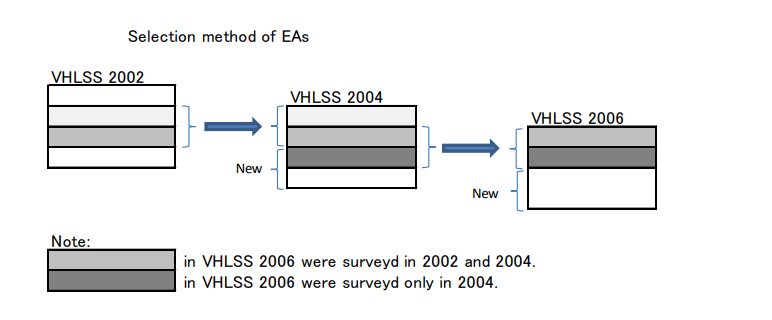 Selection method of EAs
VHLSS 2002
VHLSS 2004
VHLSS 2006
New
New
Note:
in VHLSS 2006 were surveyd in 2002 and 2004.
in VHLSS 2006 were surveyd only in 2004.